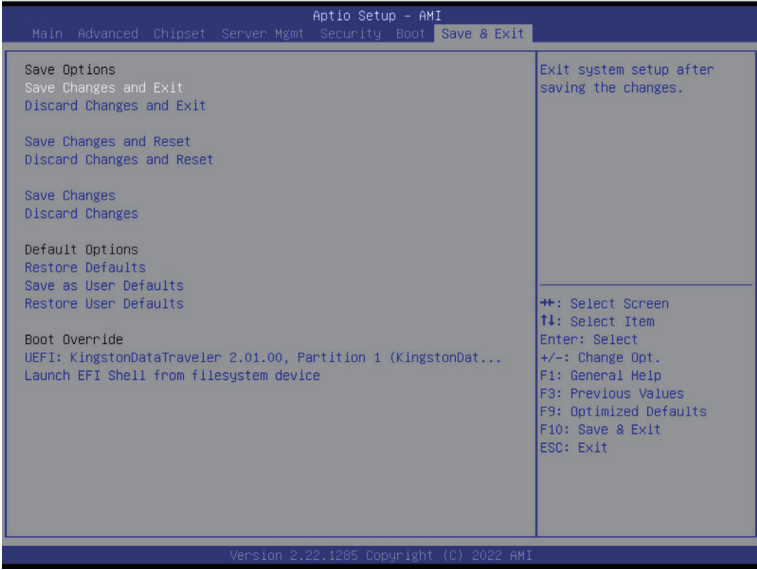 Aptio Setup - AMI
Main Advanced Chipset Server Mgmt Security Boot Save & Exit
Save Options
Save Changes and Exit
Discard Changes and Exit
Save Changes and Reset
Discard Changes and Reset
Save Changes
Discard Changes
Default Options
Restore Defaults
Save as User Defaults
Restore User Defaults
Boot Override
UEFI: KingstonDataTraveler 2.01.00, Partition 1 (KingstonDat...
Launch EFI Shell from filesystem device
Exit system setup after
saving the changes.
→←: Select Screen
↑↓: Select Item
Enter: Select
+/-: Change Opt.
F1: General Help
F3: Previous Values
F9: Optimized Defaults
F10: Save & Exit
ESC: Exit
Version 2.22.1285 Copyright (C) 2022 AMI